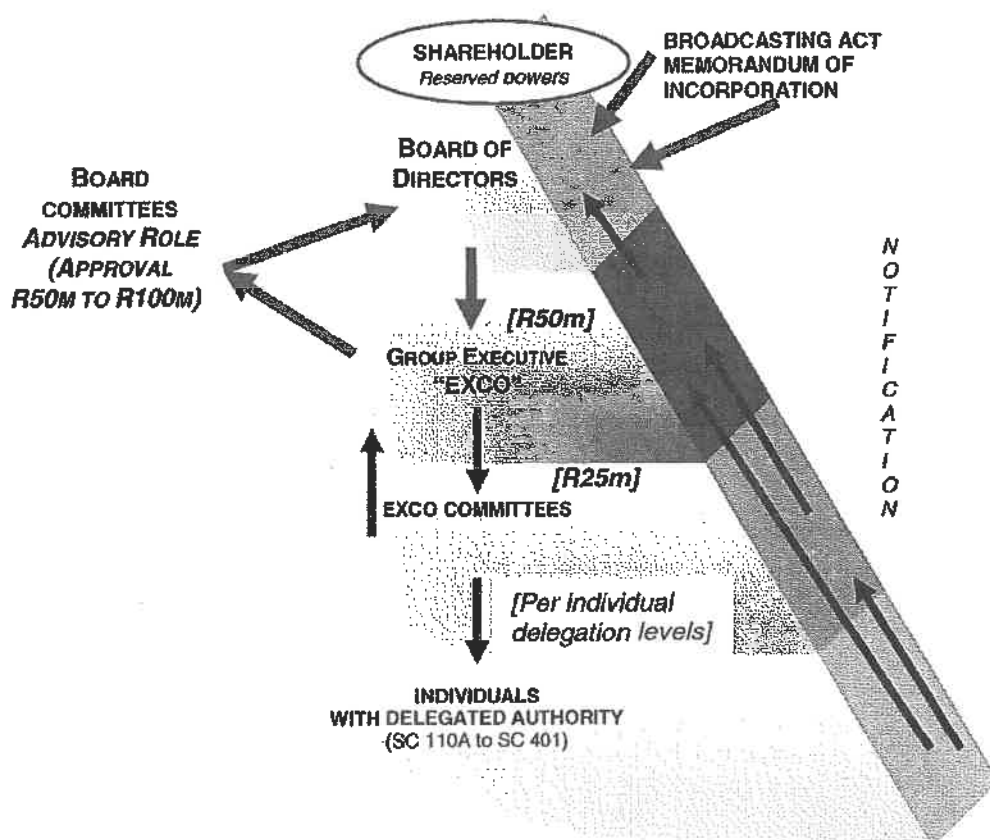 SHAREHOLDER
Reserved powers
BROADCASTING ACT
MEMORANDUM OF
INCORPORATION
BOARD OF
DIRECTORS
BOARD
COMMITTEES
ADVISORY ROLE
(APPROVAL
R50M TO R100M)
[R50m]
GROUP EXECUTIVE
"EXCO"
[R25m]
EXCO COMMITTEES
[Per individual
delegation levels]
INDIVIDUALS
WITH DELEGATED AUTHORITY
(SC 110A to SC 401)
NOTIFICATION